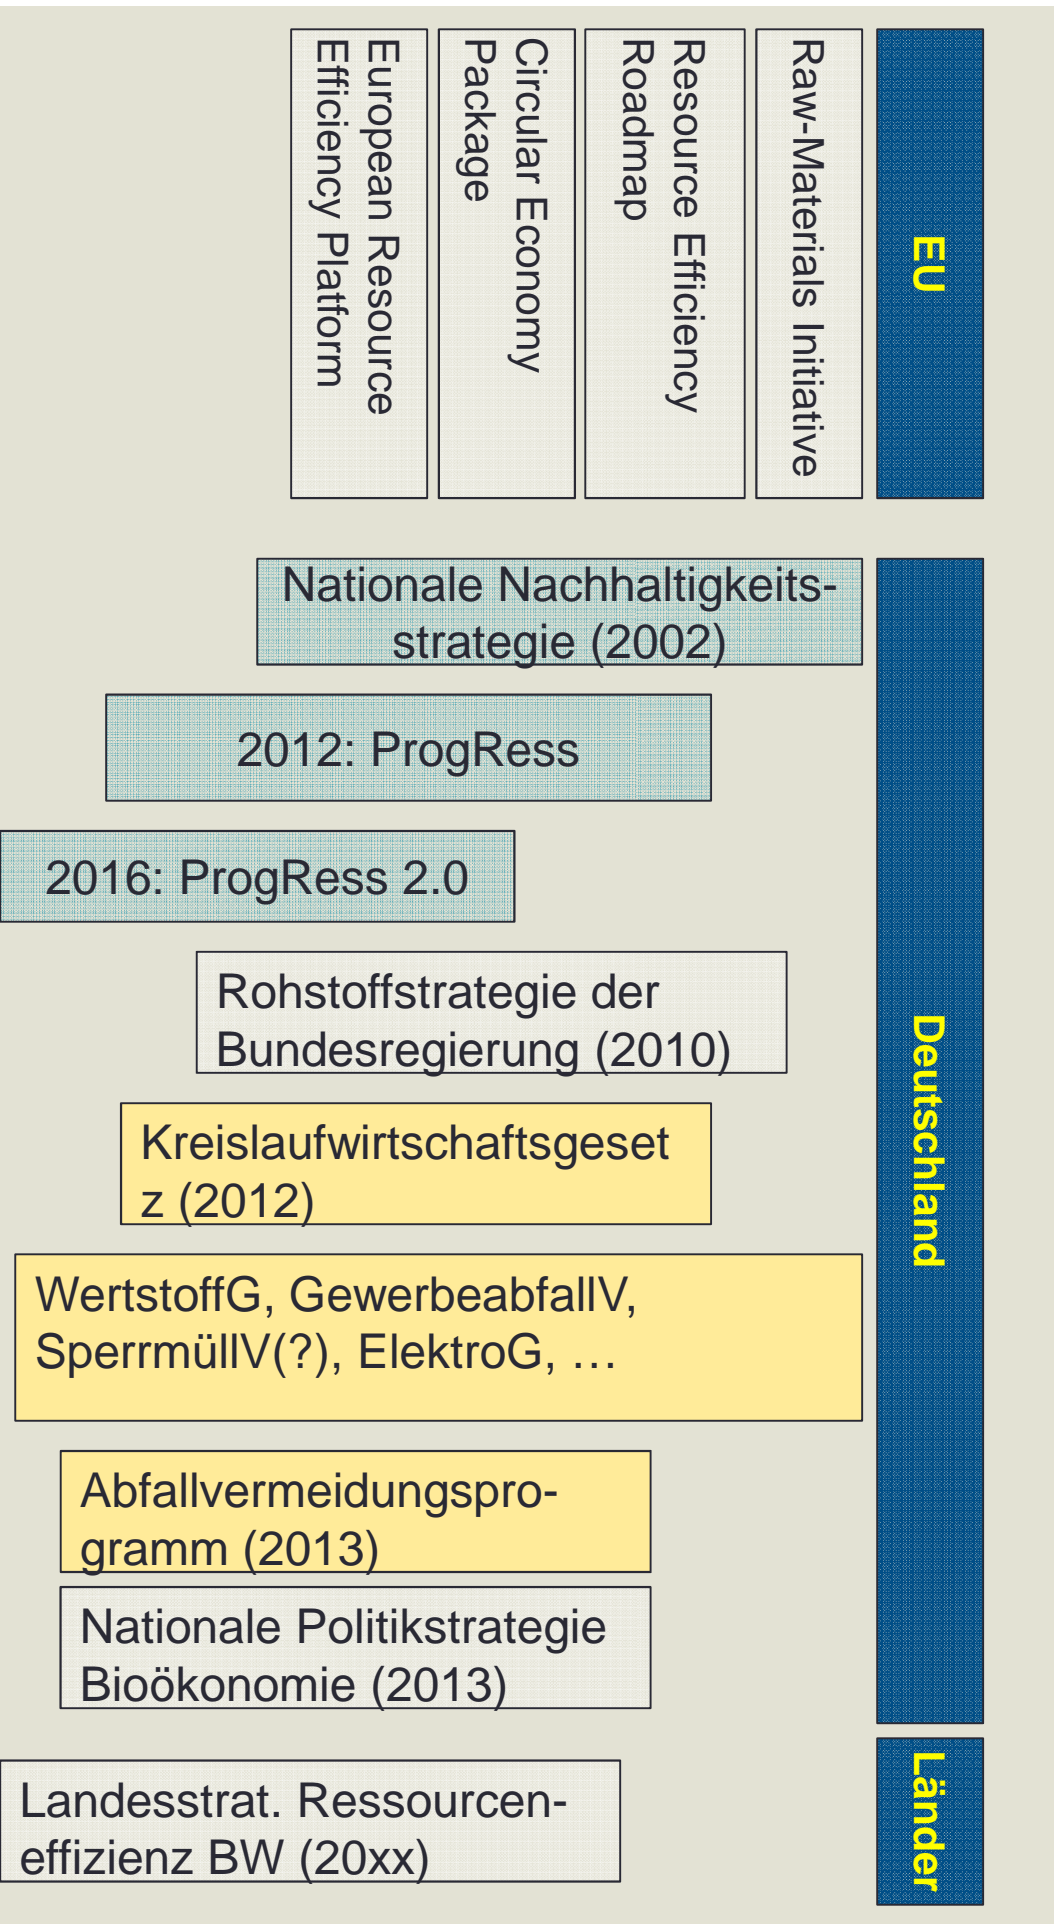 EU
Raw-Materials Initiative
Resource Efficiency
Roadmap
Circular Economy
Package
European Resource
Efficiency Platform
Deutschland
Nationale Nachhaltigkeits-
strategie (2002)
2012: ProgRess
2016: ProgRess 2.0
Rohstoffstrategie der
Bundesregierung (2010)
Kreislaufwirtschaftsgeset
z (2012)
WertstoffG, GewerbeabfallV,
SperrmüllV(?), ElektroG, …
Abfallvermeidungspro-
gramm (2013)
Nationale Politikstrategie
Bioökonomie (2013)
Länder
Landesstrat. Ressourcen-
effizienz BW (20xx)